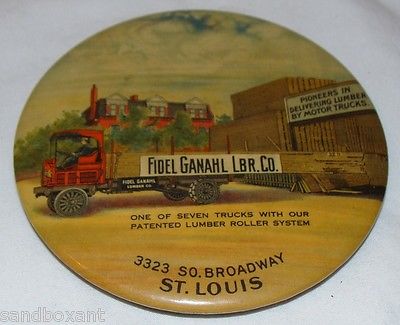 PIONEERS IN
DELIVERING LUMBER
BY MOTOR TRUCKS.
FIDEL GANAHL LBR. CO.
FIDEL GANAHL
LUMBER CO.
ONE OF SEVEN TRUCKS WITH OUR
PATENTED LUMBER ROLLER SYSTEM
3323 SO. BROADWAY
ST. LOUIS
sandboxant